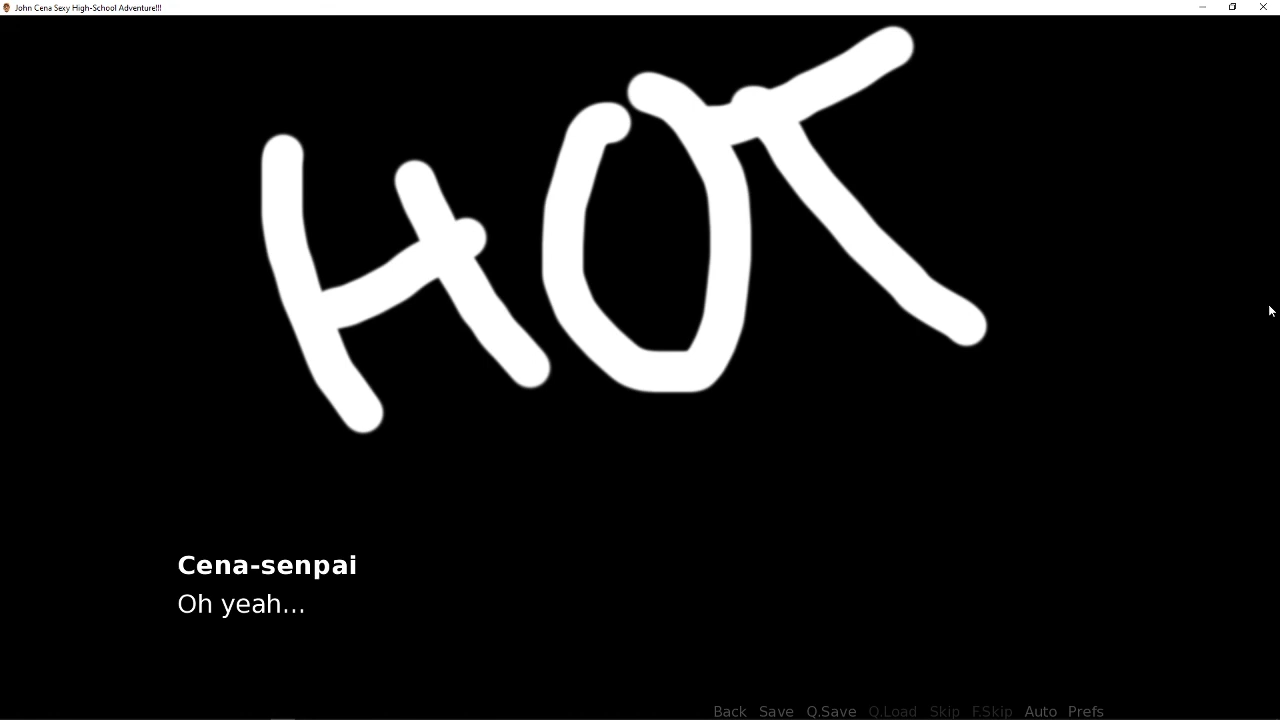 John Cena Sexy High-School Adventure!!!
HOT
Cena-senpai
Oh yeah...
Back Save Q.Save Q.Load Skip F.Skip Auto Prefs